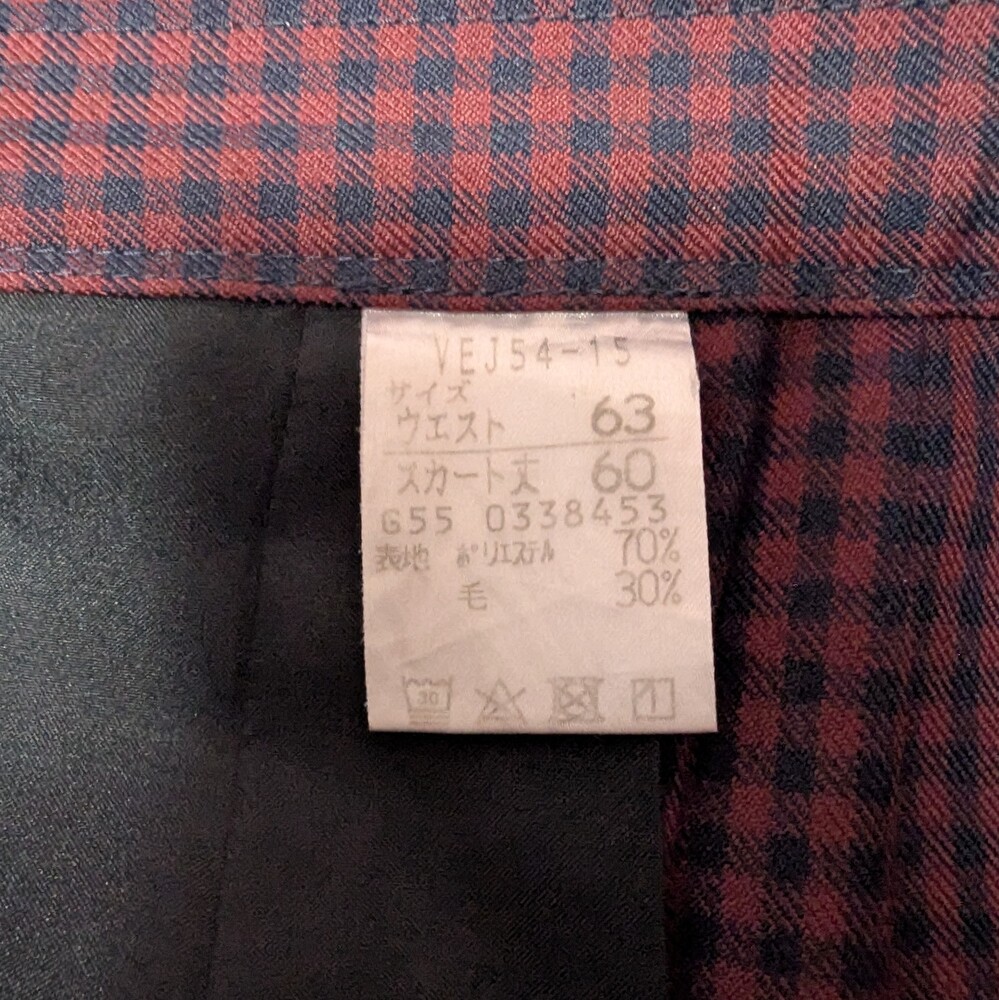 VEJ54-15
サイズ
ウエスト 63
スカート丈 60
G55 0338453
表地 ポリエステル 70%
毛 30%
30